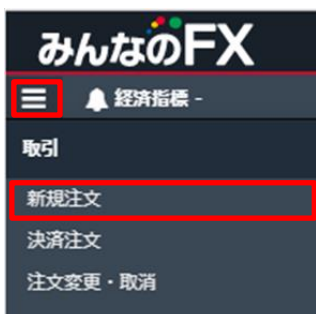 みんなのFX
経済指標 -
取引
新規注文
決済注文
注文変更・取消